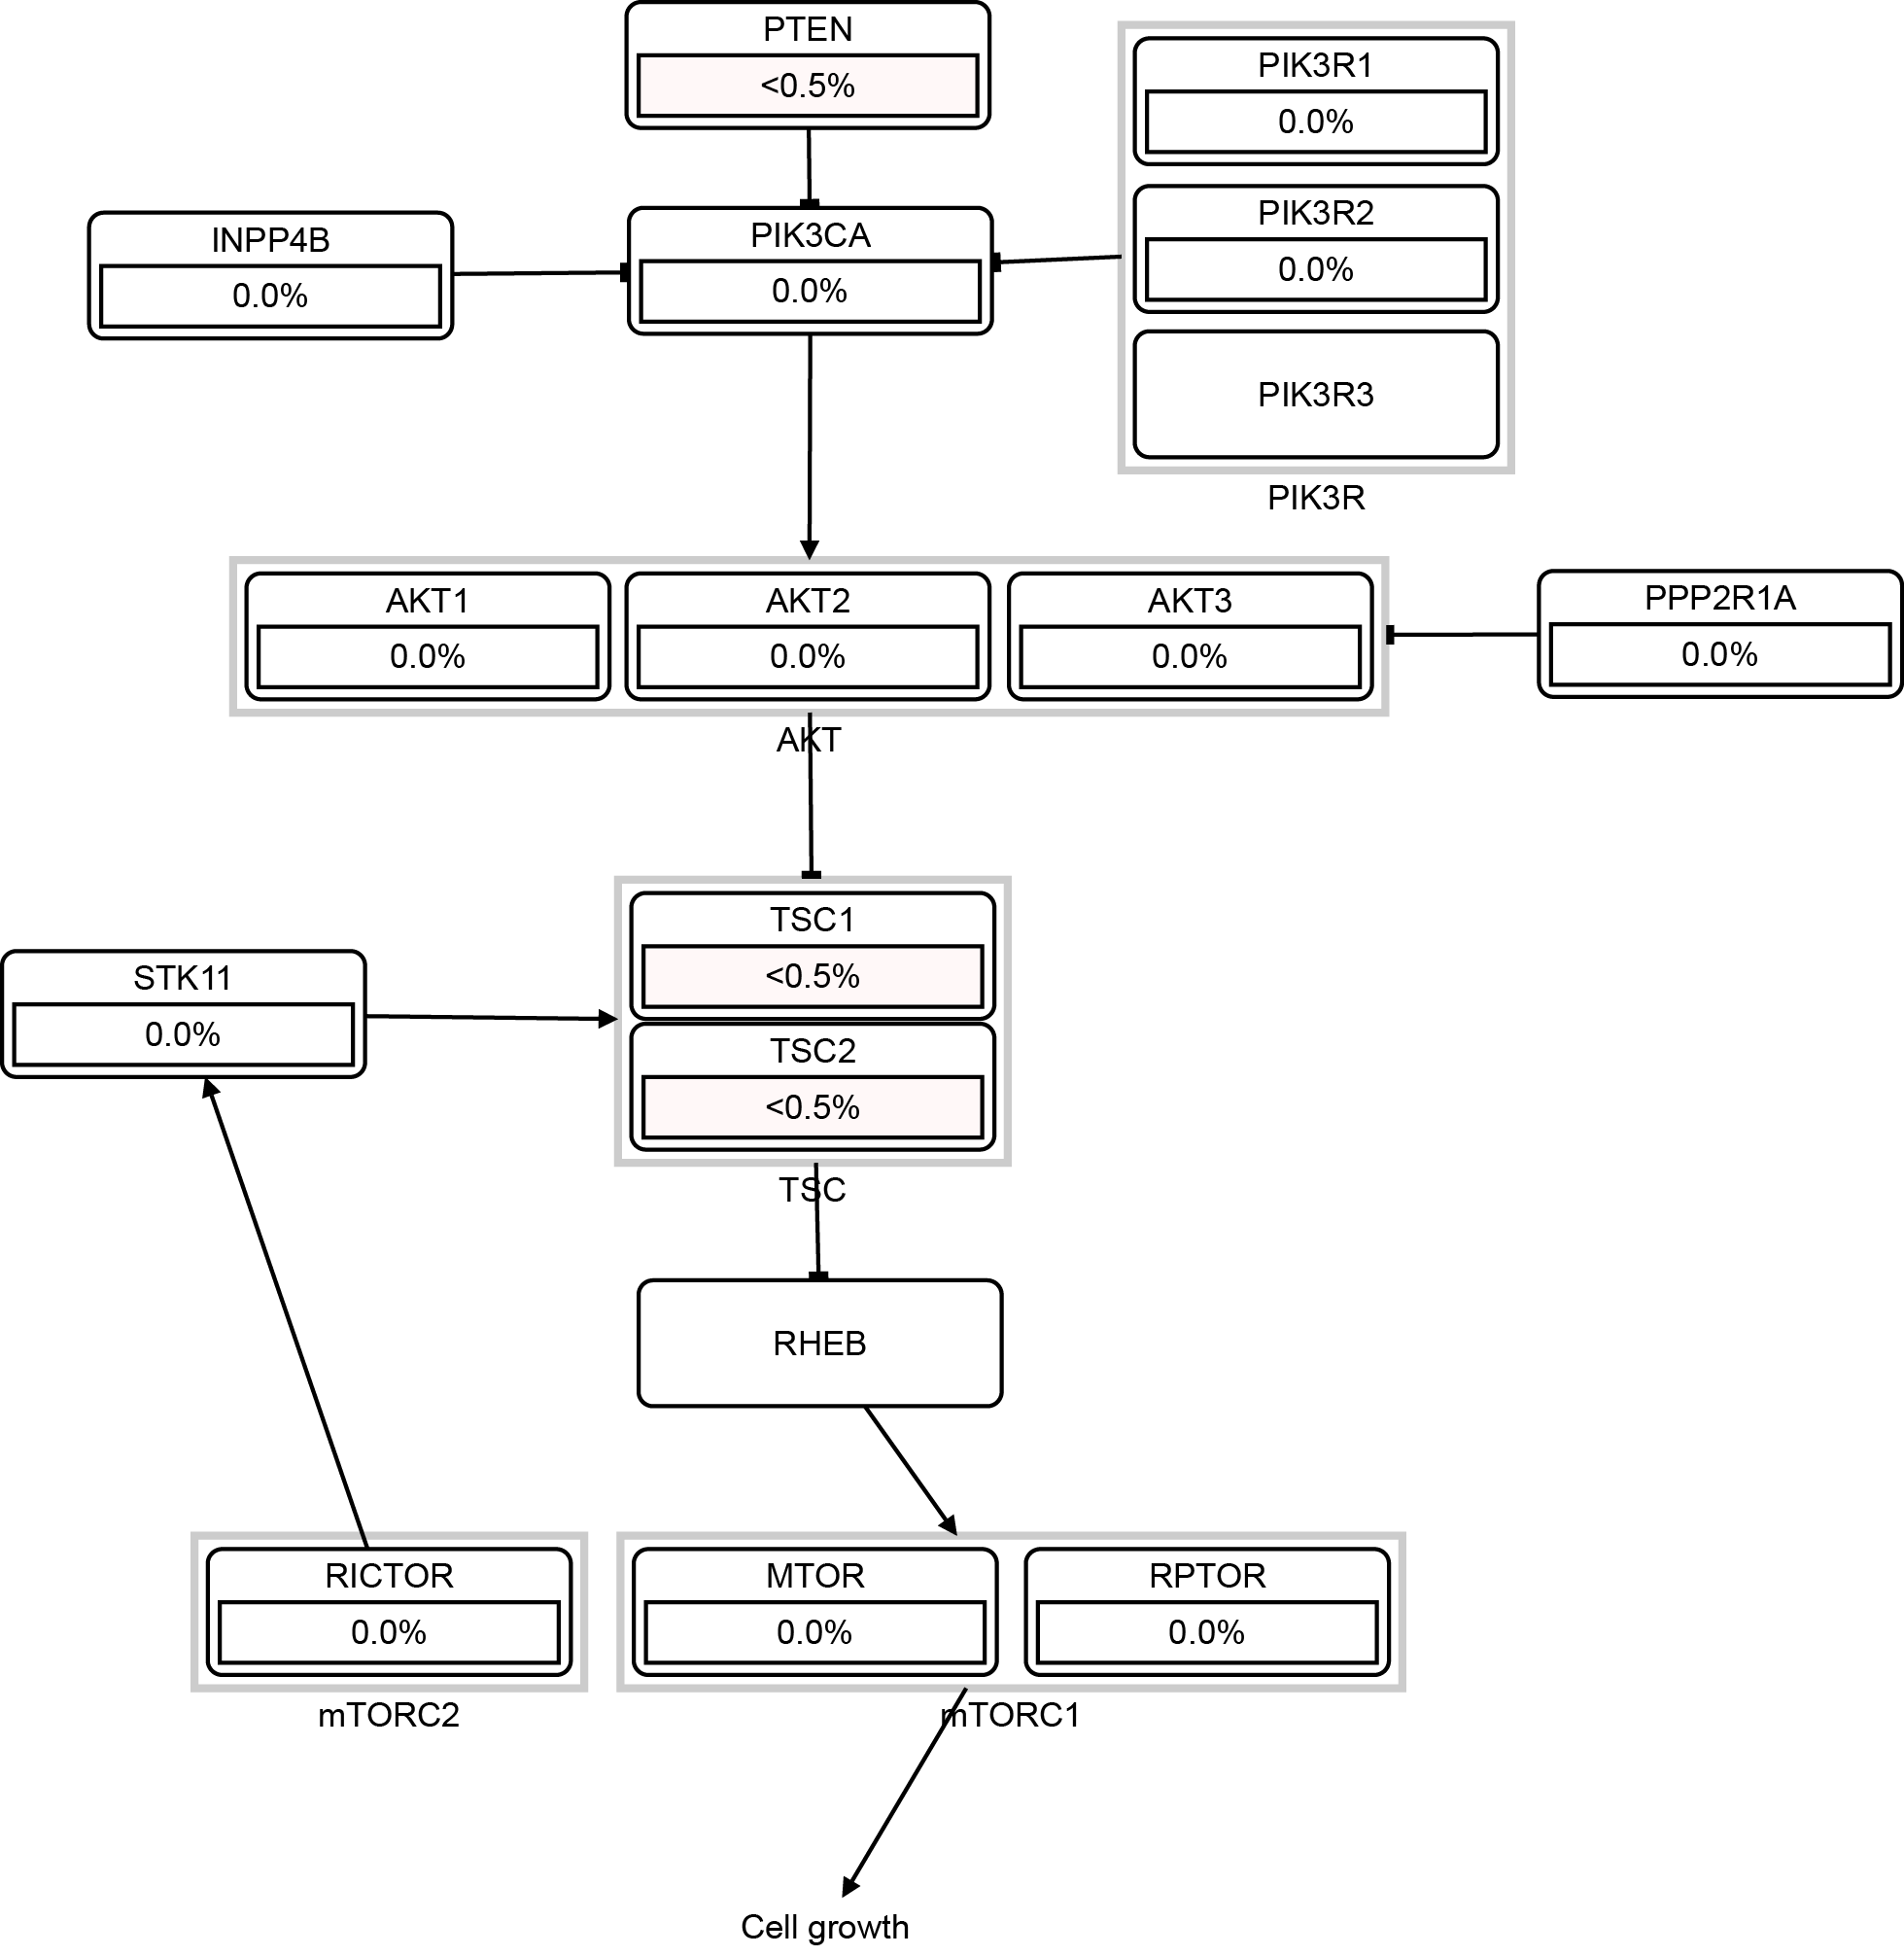 PTEN
<0.5%
PIK3R1
0.0%
PIK3R2
0.0%
PIK3R3
PIK3R
INPP4B
0.0%
PIK3CA
0.0%
AKT1
0.0%
AKT2
0.0%
AKT3
0.0%
AKT
PPP2R1A
0.0%
TSC1
<0.5%
TSC2
<0.5%
TSC
STK11
0.0%
RHEB
RICTOR
0.0%
mTORC2
MTOR
0.0%
RPTOR
0.0%
mTORC1
Cell growth